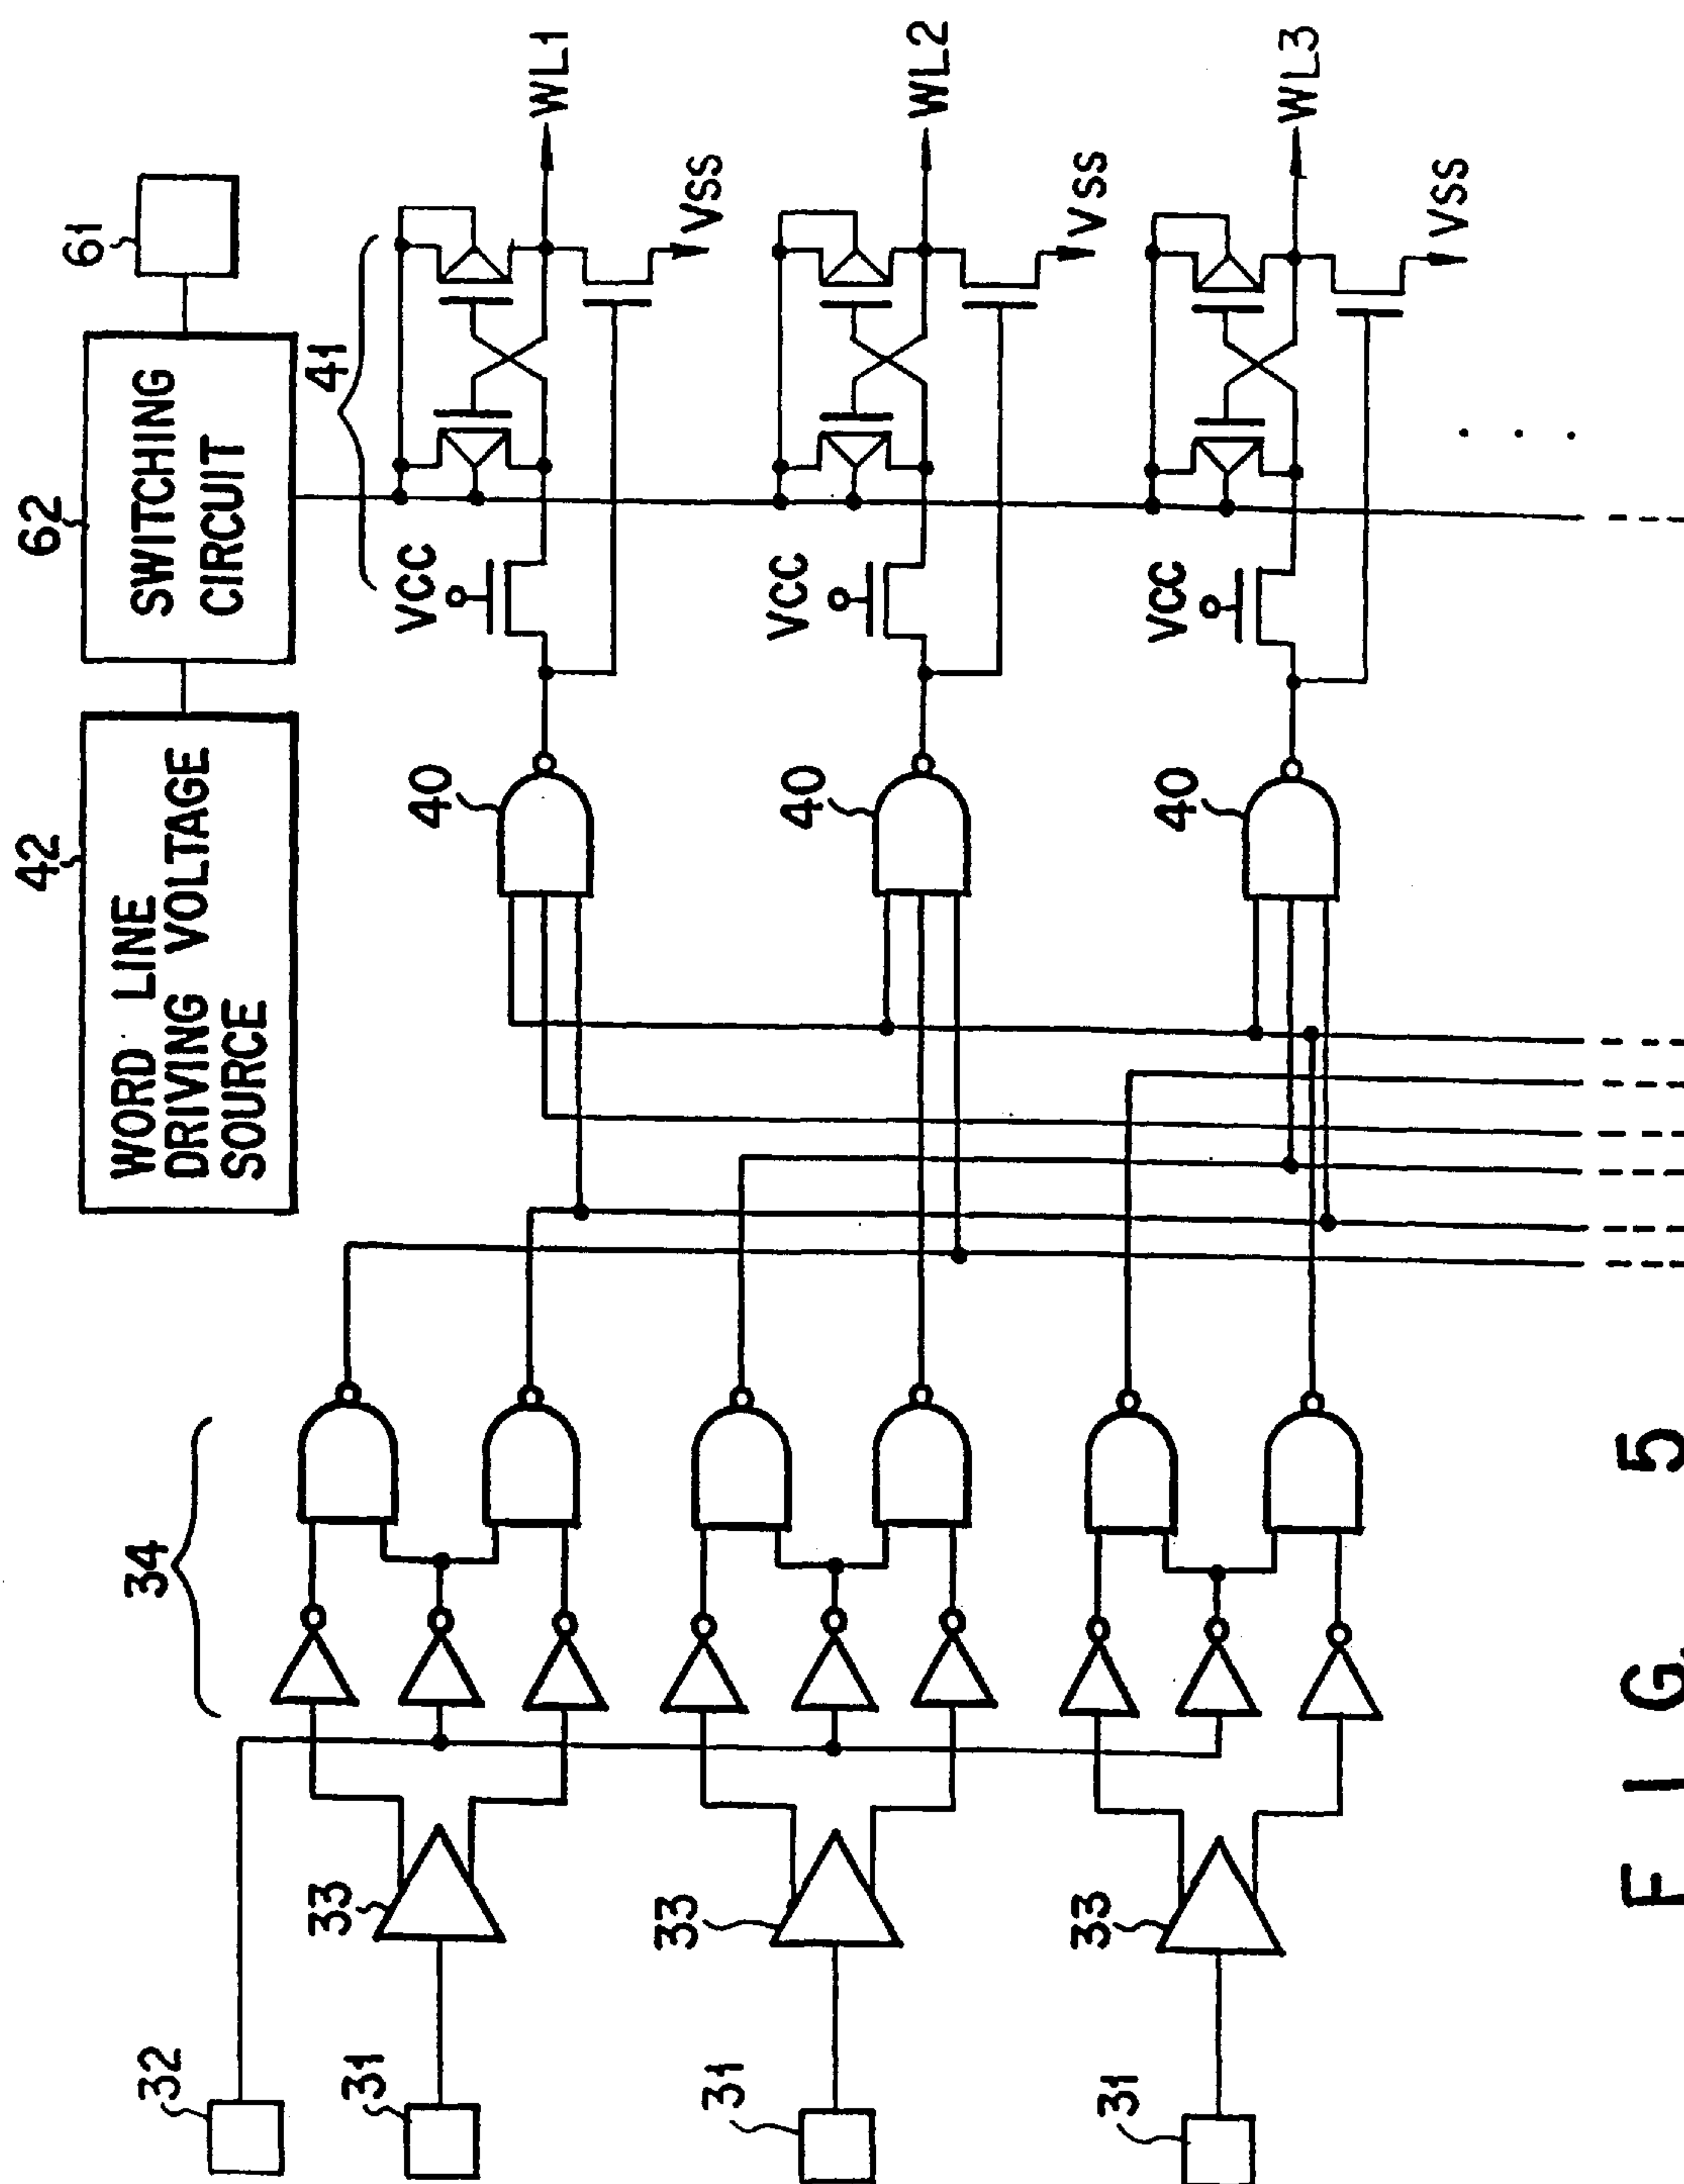 42
WORD LINE
DRIVING VOLTAGE
SOURCE
62
SWITCHING
CIRCUIT
61
41
34
32
31
33
40
VCC
WL1
VSS
31
33
40
VCC
WL2
VSS
31
33
40
VCC
WL3
VSS
FIG. 5